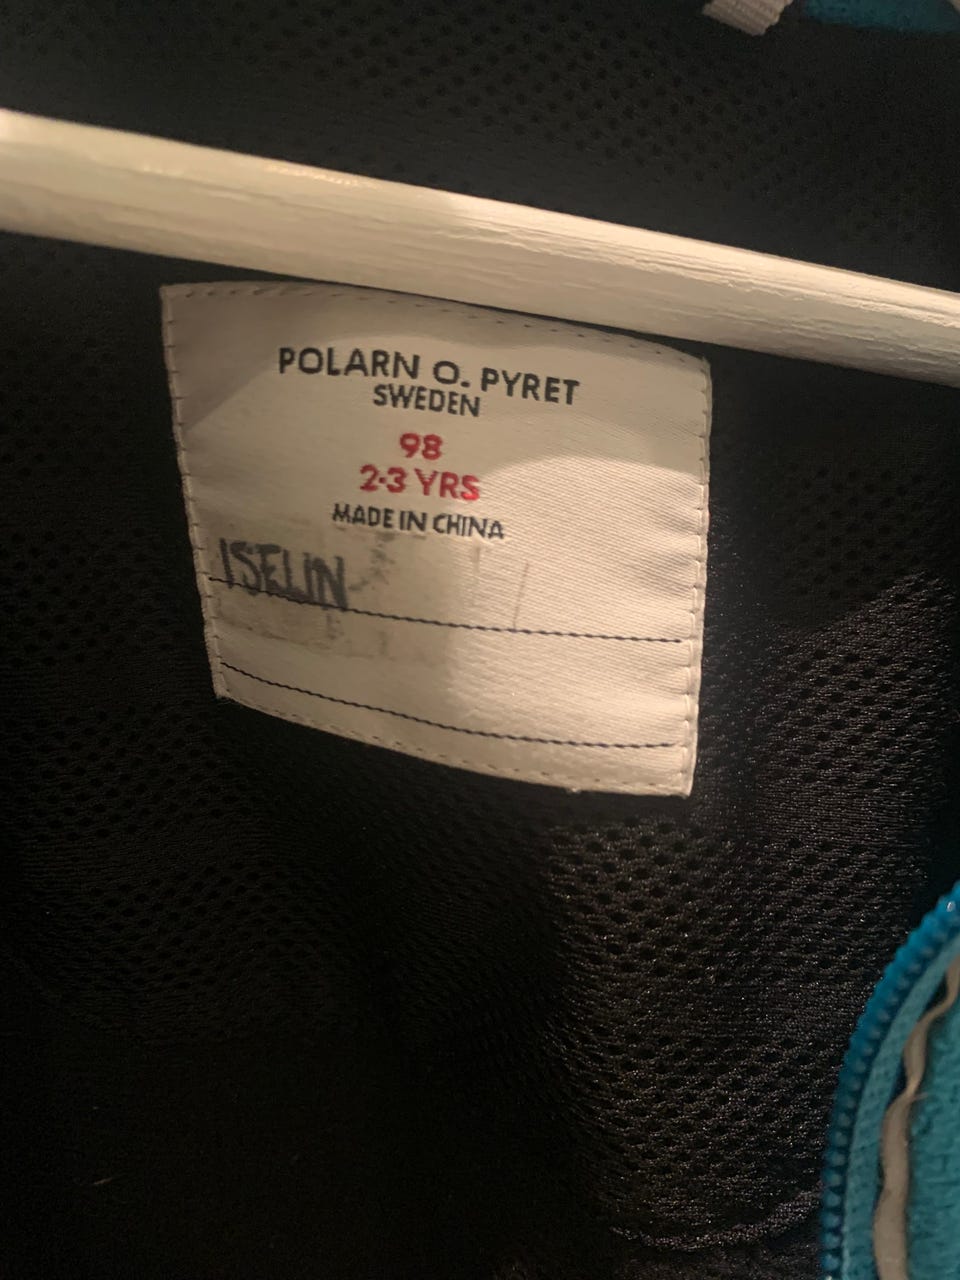 POLARN O. PYRET
SWEDEN
98
2-3 YRS
MADE IN CHINA
ISELIN